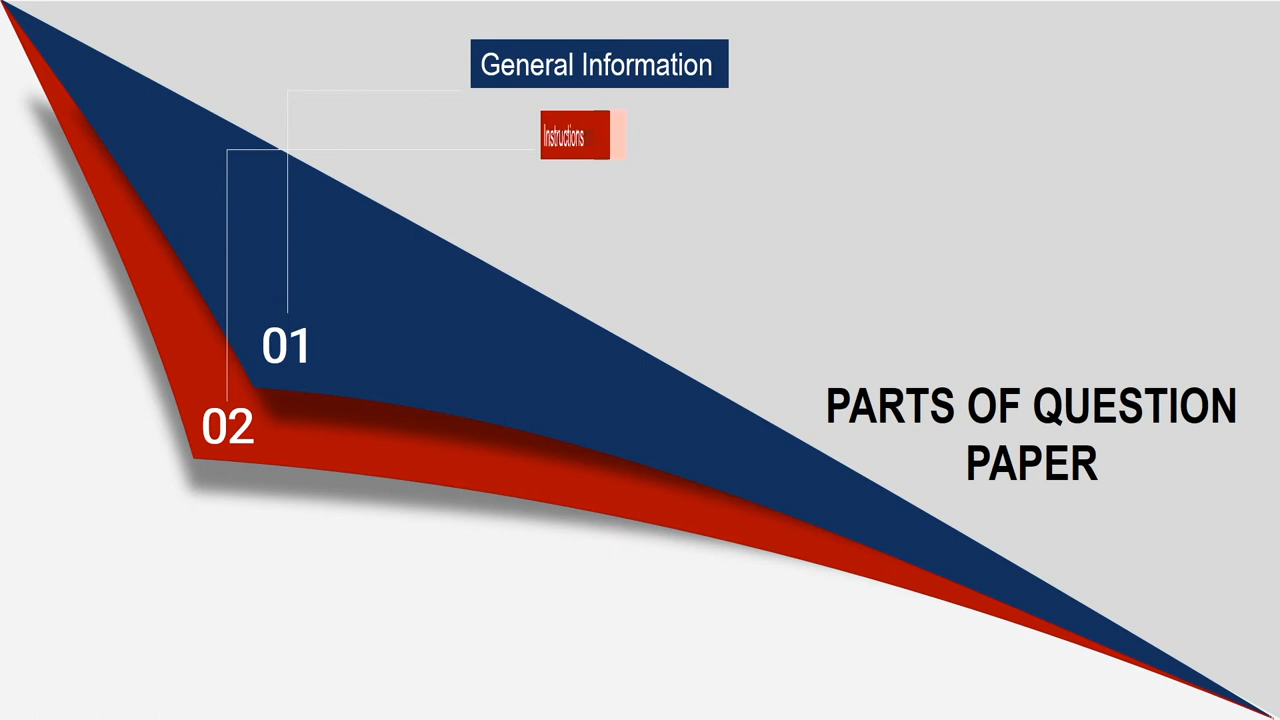 General Information
Instructions
01
02
PARTS OF QUESTION
PAPER